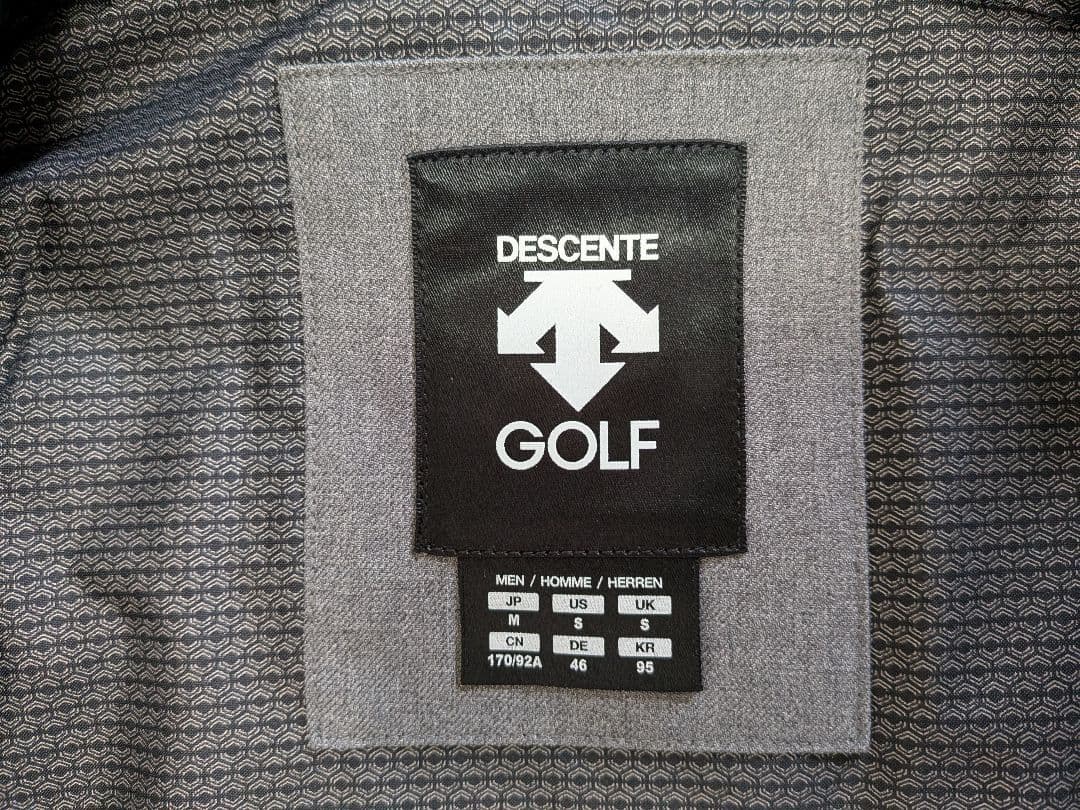 DESCENTE
GOLF
MEN / HOMME / HERREN
JP US UK
M S S
CN DE KR
170/92A 46 95